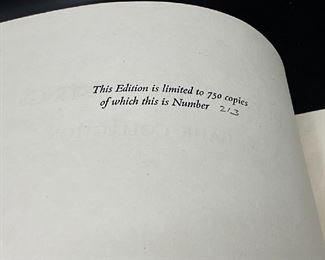 This Edition is limited to 750 copies
of which this is Number 213